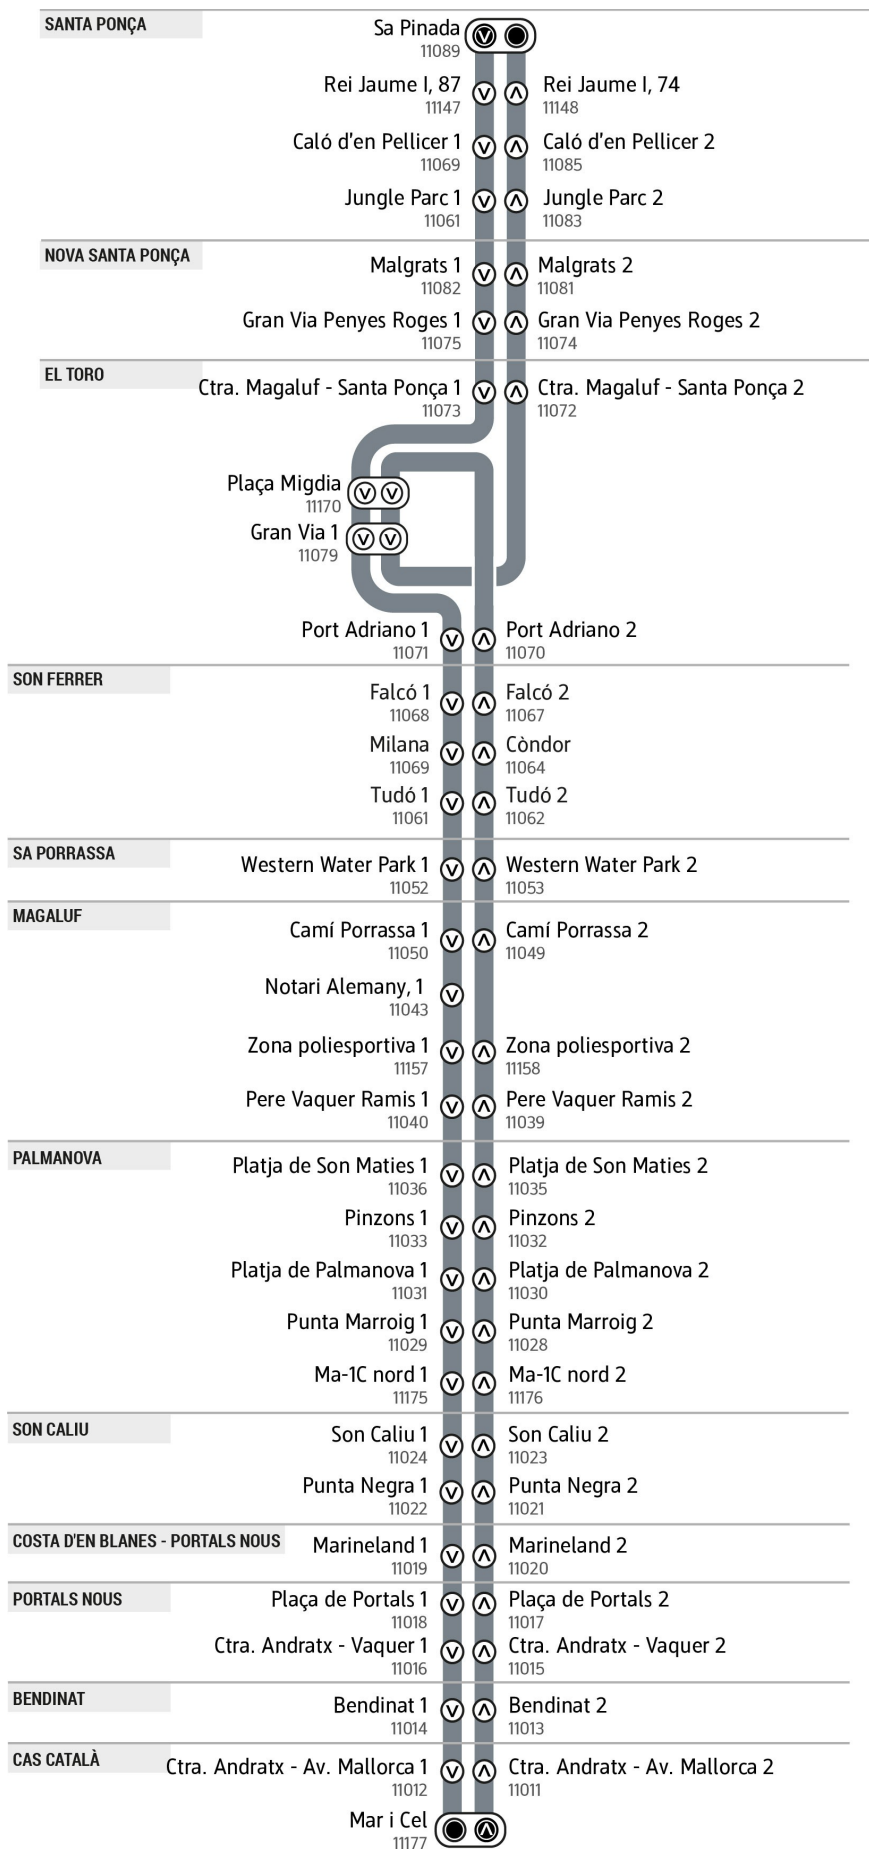 SANTA PONÇA
Sa Pinada
11089
Rei Jaume I, 87
11147
Rei Jaume I, 74
11148
Caló d'en Pellicer 1
11069
Caló d'en Pellicer 2
11085
Jungle Parc 1
11061
Jungle Parc 2
11083
NOVA SANTA PONÇA
Malgrats 1
11082
Malgrats 2
11081
Gran Via Penyes Roges 1
11075
Gran Via Penyes Roges 2
11074
EL TORO
Ctra. Magaluf - Santa Ponça 1
11073
Ctra. Magaluf - Santa Ponça 2
11072
Plaça Migdia
11170
Gran Via 1
11079
Port Adriano 1
11071
Port Adriano 2
11070
SON FERRER
Falcó 1
11068
Falcó 2
11067
Milana
11069
Còndor
11064
Tudó 1
11061
Tudó 2
11062
SA PORRASSA
Western Water Park 1
11052
Western Water Park 2
11053
MAGALUF
Camí Porrassa 1
11050
Camí Porrassa 2
11049
Notari Alemany, 1
11043
Zona poliesportiva 1
11157
Zona poliesportiva 2
11158
Pere Vaquer Ramis 1
11040
Pere Vaquer Ramis 2
11039
PALMANOVA
Platja de Son Maties 1
11036
Platja de Son Maties 2
11035
Pinzons 1
11033
Pinzons 2
11032
Platja de Palmanova 1
11031
Platja de Palmanova 2
11030
Punta Marroig 1
11029
Punta Marroig 2
11028
Ma-1C nord 1
11175
Ma-1C nord 2
11176
SON CALIU
Son Caliu 1
11024
Son Caliu 2
11023
Punta Negra 1
11022
Punta Negra 2
11021
COSTA D'EN BLANES - PORTALS NOUS
Marineland 1
11019
Marineland 2
11020
PORTALS NOUS
Plaça de Portals 1
11018
Plaça de Portals 2
11017
Ctra. Andratx - Vaquer 1
11016
Ctra. Andratx - Vaquer 2
11015
BENDINAT
Bendinat 1
11014
Bendinat 2
11013
CAS CATALÀ
Ctra. Andratx - Av. Mallorca 1
11012
Ctra. Andratx - Av. Mallorca 2
11011
Mar i Cel
11177